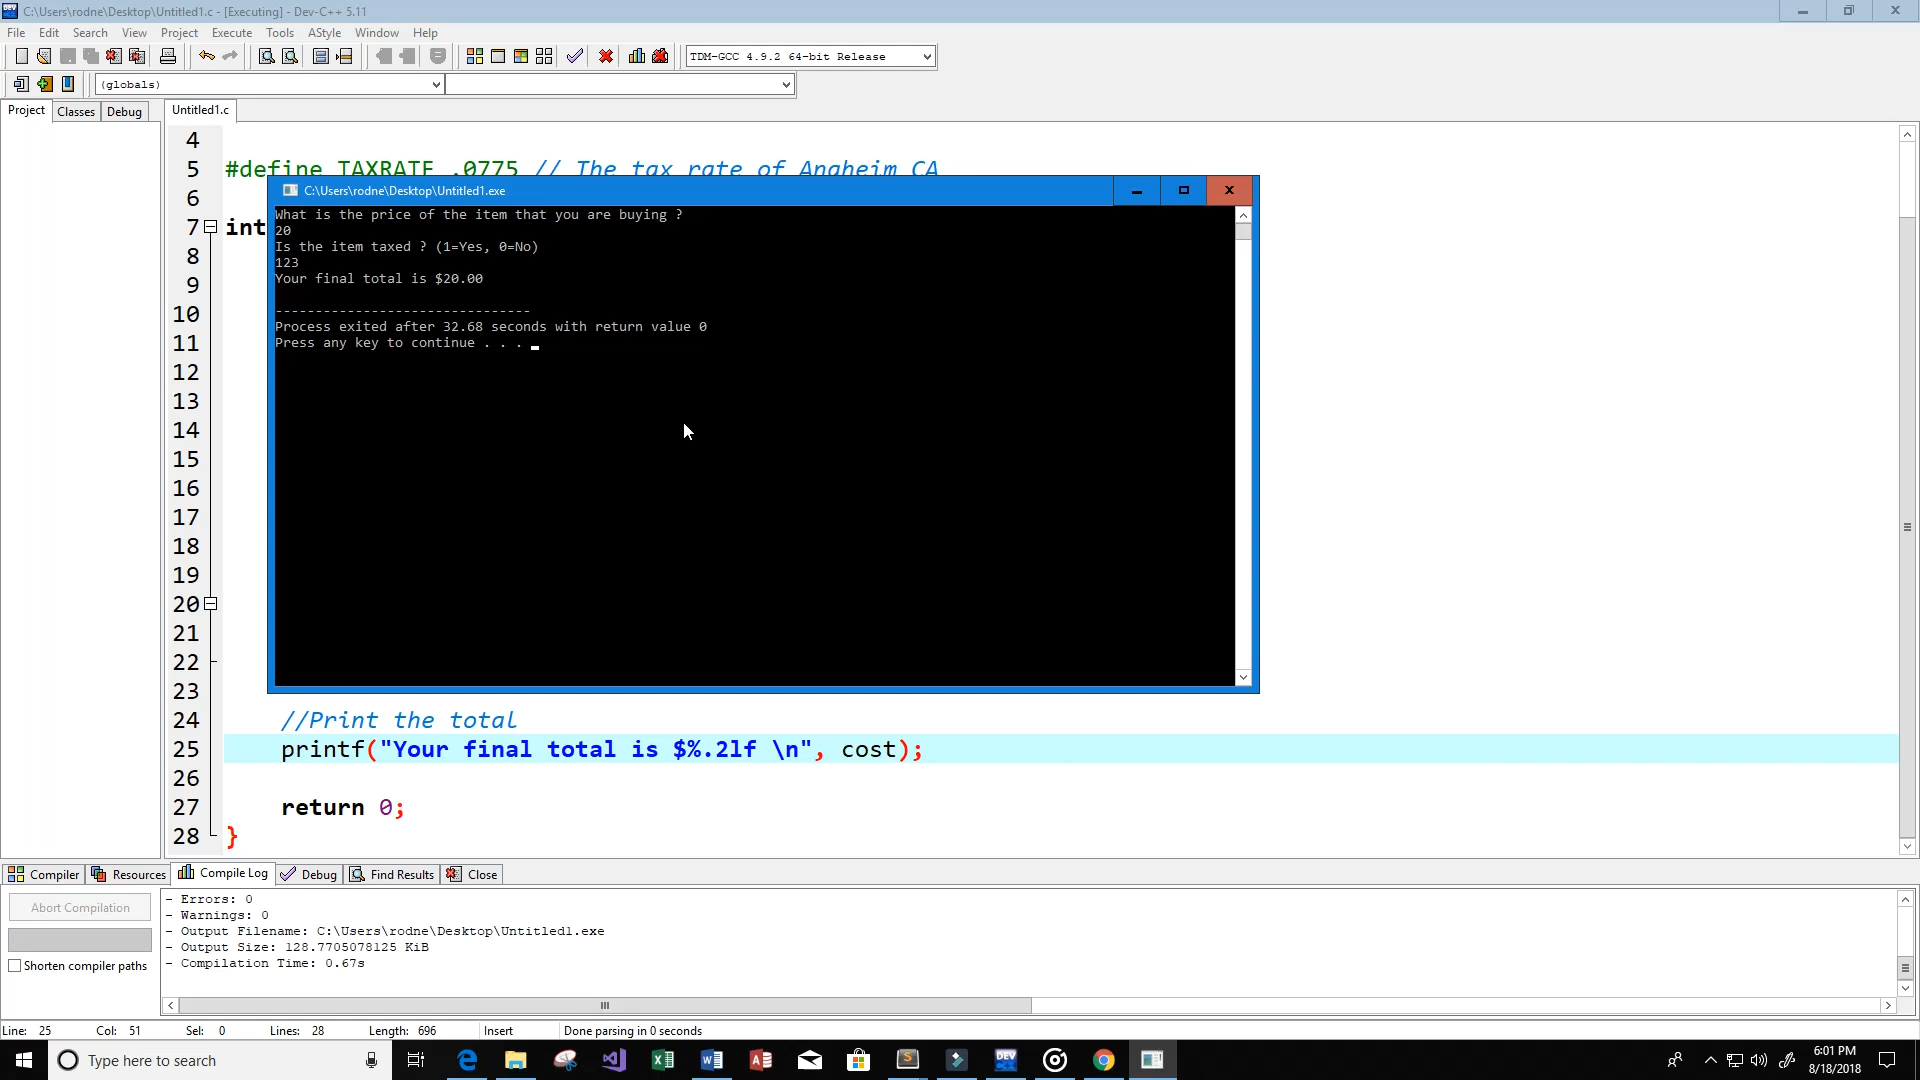 C:\Users\rodne\Desktop\Untitled1.c - [Executing] - Dev-C++ 5.11
File Edit Search View Project Execute Tools AStyle Window Help
TDM-GCC 4.9.2 64-bit Release
(globals)
Project Classes Debug Untitled1.c
4
5 #define TAXRATE .0775 // The tax rate of Anaheim CA
6
7 int
8
9
10
11
12
13
14
15
16
17
18
19
20
21
22
23
24 //Print the total
25 printf("Your final total is $%.2lf \n", cost);
26
27 return 0;
28 }
C:\Users\rodne\Desktop\Untitled1.exe
What is the price of the item that you are buying ?
20
Is the item taxed ? (1=Yes, 0=No)
123
Your final total is $20.00
--------------------------------
Process exited after 32.68 seconds with return value 0
Press any key to continue . . .
Compiler Resources Compile Log Debug Find Results Close
Abort Compilation
Shorten compiler paths
- Errors: 0
- Warnings: 0
- Output Filename: C:\Users\rodne\Desktop\Untitled1.exe
- Output Size: 128.7705078125 KiB
- Compilation Time: 0.67s
Line: 25 Col: 51 Sel: 0 Lines: 28 Length: 696 Insert Done parsing in 0 seconds
Type here to search
DEV
6:01 PM
8/18/2018